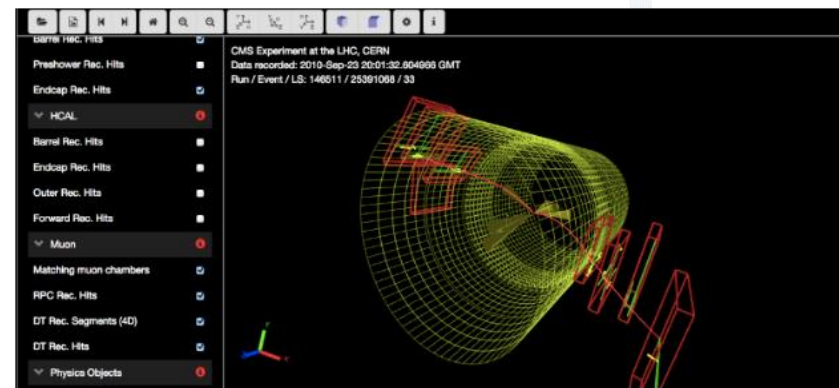 CMS Experiment at the LHC, CERN
Data recorded: 2010-Sep-23 20:01:32.604966 GMT
Run / Event / LS: 146511 / 25391068 / 33
Barrel Rec. Hits
Preshower Rec. Hits
Endcap Rec. Hits
HCAL
Barrel Rec. Hits
Endcap Rec. Hits
Outer Rec. Hits
Forward Rec. Hits
Muon
Matching muon chambers
RPC Rec. Hits
DT Rec. Segments (4D)
DT Rec. Hits
Physics Objects